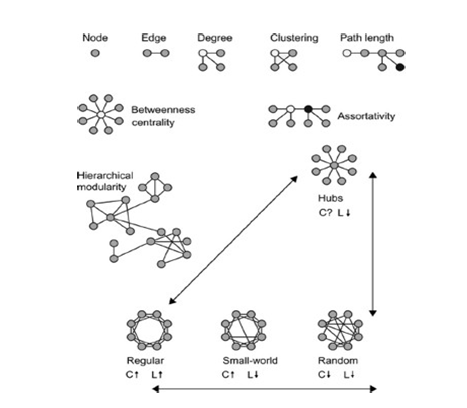 Node Edge Degree Clustering Path length
Betweenness
centrality
Assortativity
Hierarchical
modularity
Hubs
C? L↓
Regular Small-world Random
C↑ L↑ C↑ L↓ C↓ L↓